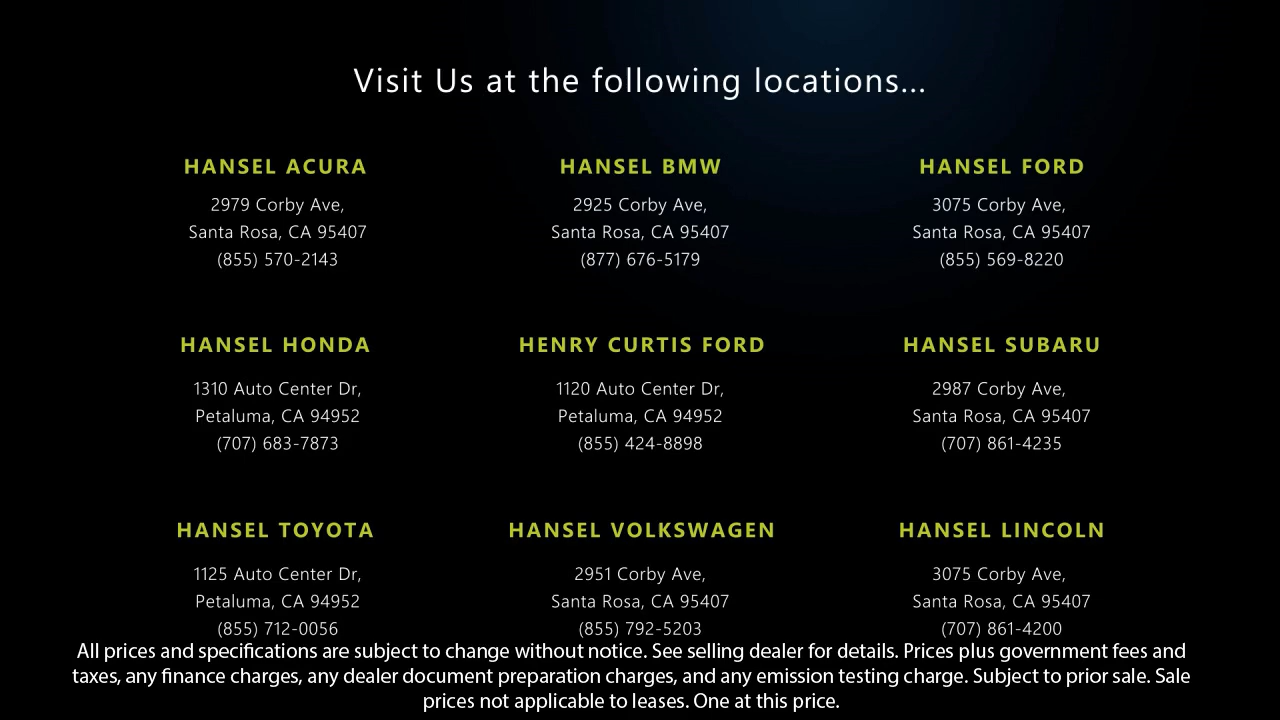 Visit Us at the following locations...
HANSEL ACURA
2979 Corby Ave,
Santa Rosa, CA 95407
(855) 570-2143
HANSEL BMW
2925 Corby Ave,
Santa Rosa, CA 95407
(877) 676-5179
HANSEL FORD
3075 Corby Ave,
Santa Rosa, CA 95407
(855) 569-8220
HANSEL HONDA
1310 Auto Center Dr,
Petaluma, CA 94952
(707) 683-7873
HENRY CURTIS FORD
1120 Auto Center Dr,
Petaluma, CA 94952
(855) 424-8898
HANSEL SUBARU
2987 Corby Ave,
Santa Rosa, CA 95407
(707) 861-4235
HANSEL TOYOTA
1125 Auto Center Dr,
Petaluma, CA 94952
(855) 712-0056
HANSEL VOLKSWAGEN
2951 Corby Ave,
Santa Rosa, CA 95407
(855) 792-5203
HANSEL LINCOLN
3075 Corby Ave,
Santa Rosa, CA 95407
(707) 861-4200
All prices and specifications are subject to change without notice. See selling dealer for details. Prices plus government fees and
taxes, any finance charges, any dealer document preparation charges, and any emission testing charge. Subject to prior sale. Sale
prices not applicable to leases. One at this price.